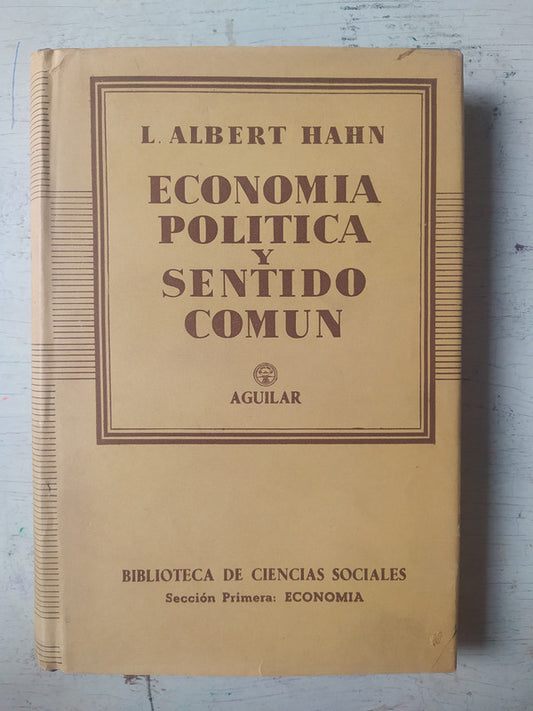 L. ALBERT HAHN
ECONOMIA
POLITICA
Y
SENTIDO
COMUN
AGUILAR
BIBLIOTECA DE CIENCIAS SOCIALES
Sección Primera: ECONOMIA